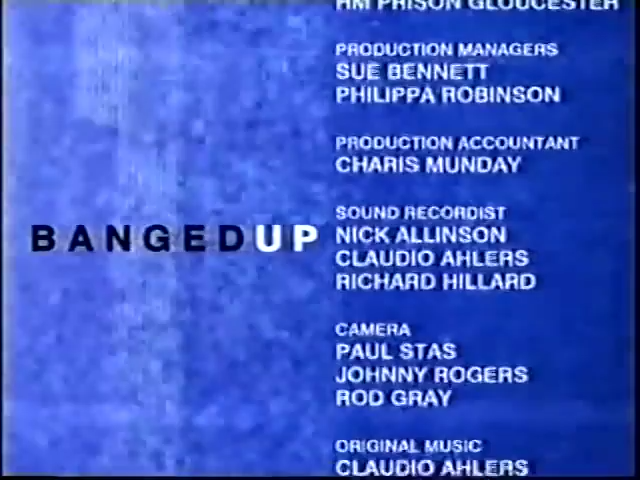 HM PRISON GLOUCESTER
PRODUCTION MANAGERS
SUE BENNETT
PHILIPPA ROBINSON
PRODUCTION ACCOUNTANT
CHARIS MUNDAY
BANGEDUP
SOUND RECORDIST
NICK ALLINSON
CLAUDIO AHLERS
RICHARD HILLARD
CAMERA
PAUL STAS
JOHNNY ROGERS
ROD GRAY
ORIGINAL MUSIC
CLAUDIO AHLERS